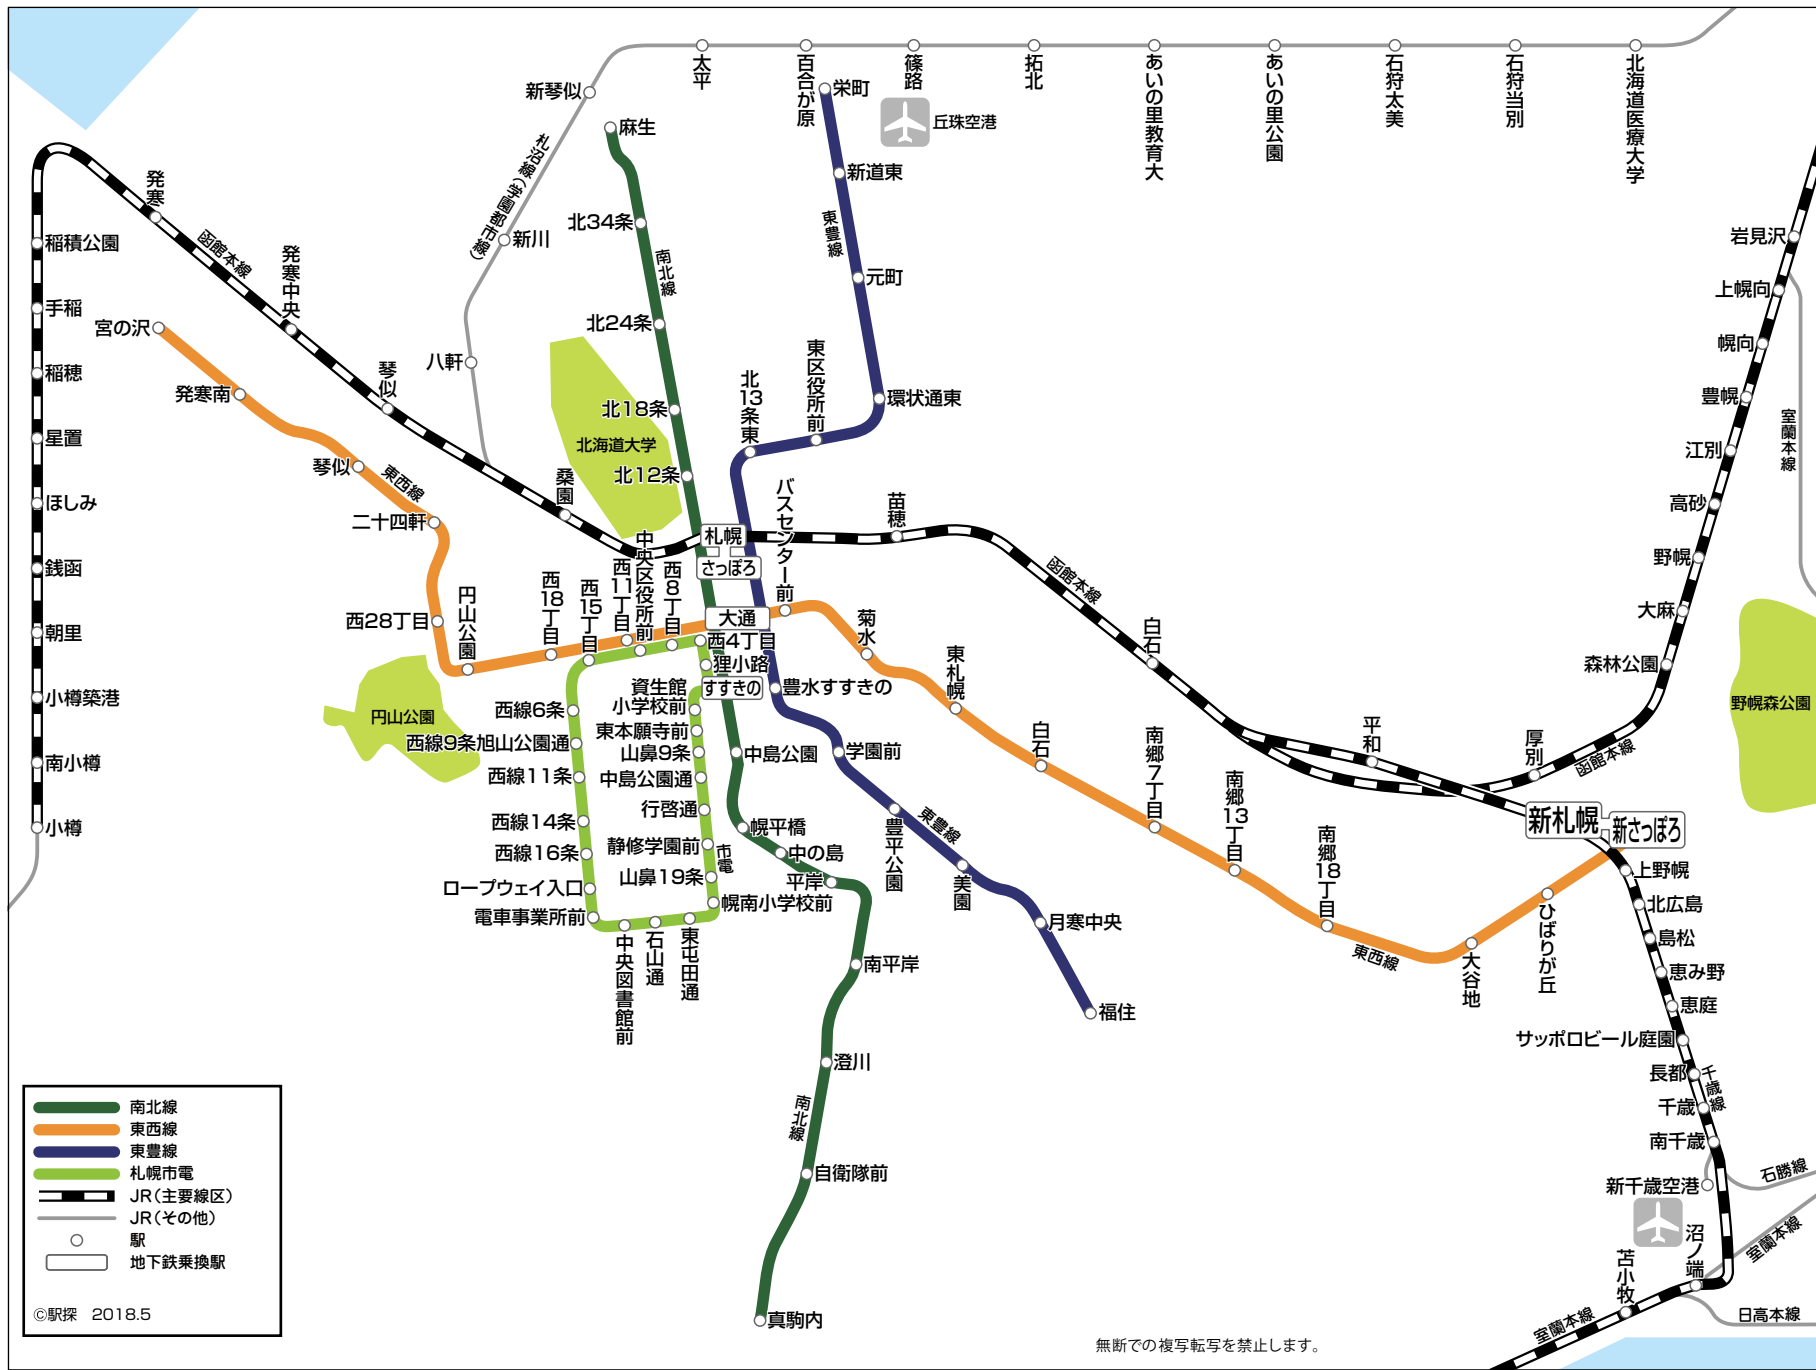 太平
百合が原
篠路
拓北
あいの里教育大
あいの里公園
石狩太美
石狩当別
北海道医療大学
新琴似
札沼線(学園都市線)
新川
八軒
丘珠空港
栄町
新道東
東豊線
元町
環状通東
東区役所前
北13条東
麻生
北34条
南北線
北24条
北18条
北海道大学
北12条
発寒
函館本線
発寒中央
琴似
桑園
稲積公園
手稲
稲穂
星置
ほしみ
銭函
朝里
小樽築港
南小樽
小樽
宮の沢
発寒南
琴似
東西線
二十四軒
西28丁目
円山公園
円山公園
西18丁目
西15丁目
西11丁目
中央区役所前
西8丁目
札幌
さっぽろ
大通
西4丁目
狸小路
すすきの
バスセンター前
苗穂
函館本線
白石
菊水
東札幌
白石
南郷7丁目
南郷13丁目
南郷18丁目
東西線
大谷地
ひばりが丘
平和
厚別
函館本線
新札幌
新さっぽろ
豊水すすきの
学園前
豊平公園
東豊線
美園
月寒中央
福住
資生館
小学校前
東本願寺前
山鼻9条
中島公園通
行啓通
静修学園前
市電
山鼻19条
幌南小学校前
東屯田通
石山通
中央図書館前
電車事業所前
ロープウェイ入口
西線16条
西線14条
西線11条
西線9条旭山公園通
西線6条
中島公園
幌平橋
中の島
平岸
南平岸
澄川
南北線
自衛隊前
真駒内
岩見沢
上幌向
幌向
豊幌
江別
高砂
野幌
大麻
森林公園
室蘭本線
野幌森公園
上野幌
北広島
島松
恵み野
恵庭
サッポロビール庭園
長都
千歳線
千歳
南千歳
新千歳空港
石勝線
室蘭本線
沼ノ端
苫小牧
室蘭本線
日高本線
南北線
東西線
東豊線
札幌市電
JR(主要線区)
JR(その他)
駅
地下鉄乗換駅
©駅探 2018.5
無断での複写転写を禁止します。